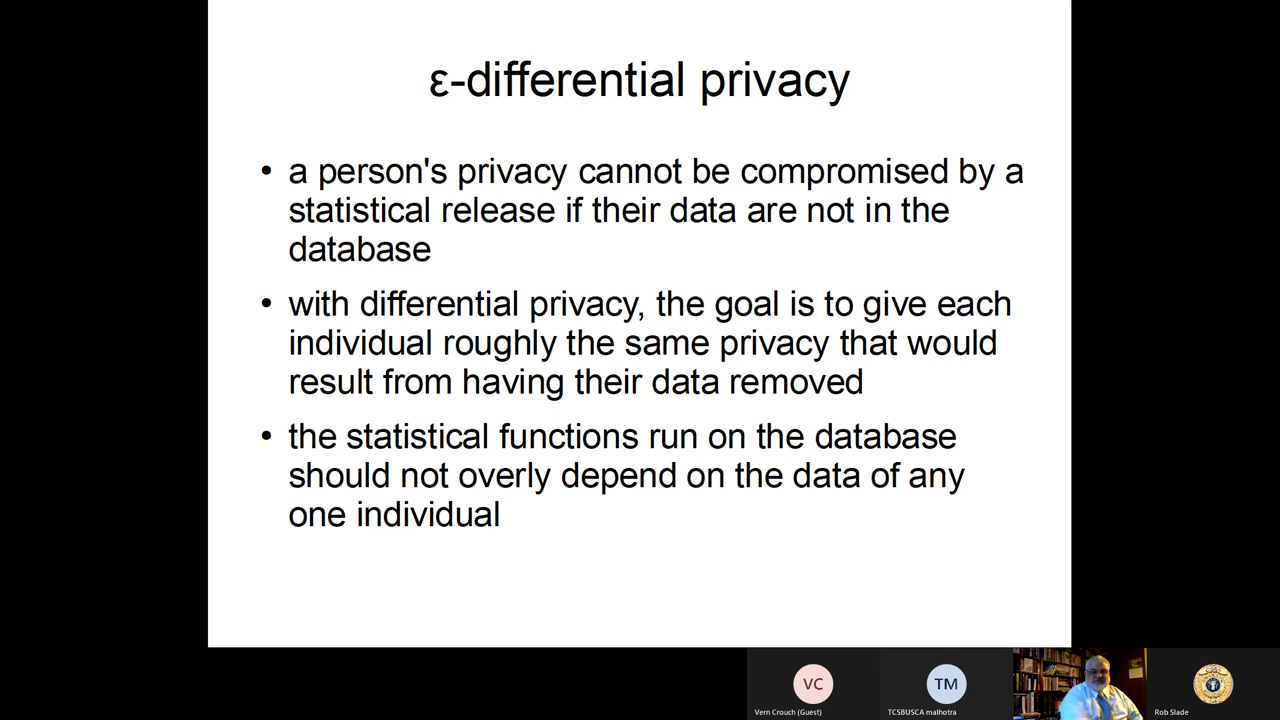 ε-differential privacy
• a person's privacy cannot be compromised by a
statistical release if their data are not in the
database
• with differential privacy, the goal is to give each
individual roughly the same privacy that would
result from having their data removed
• the statistical functions run on the database
should not overly depend on the data of any
one individual
VC
TM
Vern Crouch (Guest)
TCSBUSCA malhotra
Rob Slade